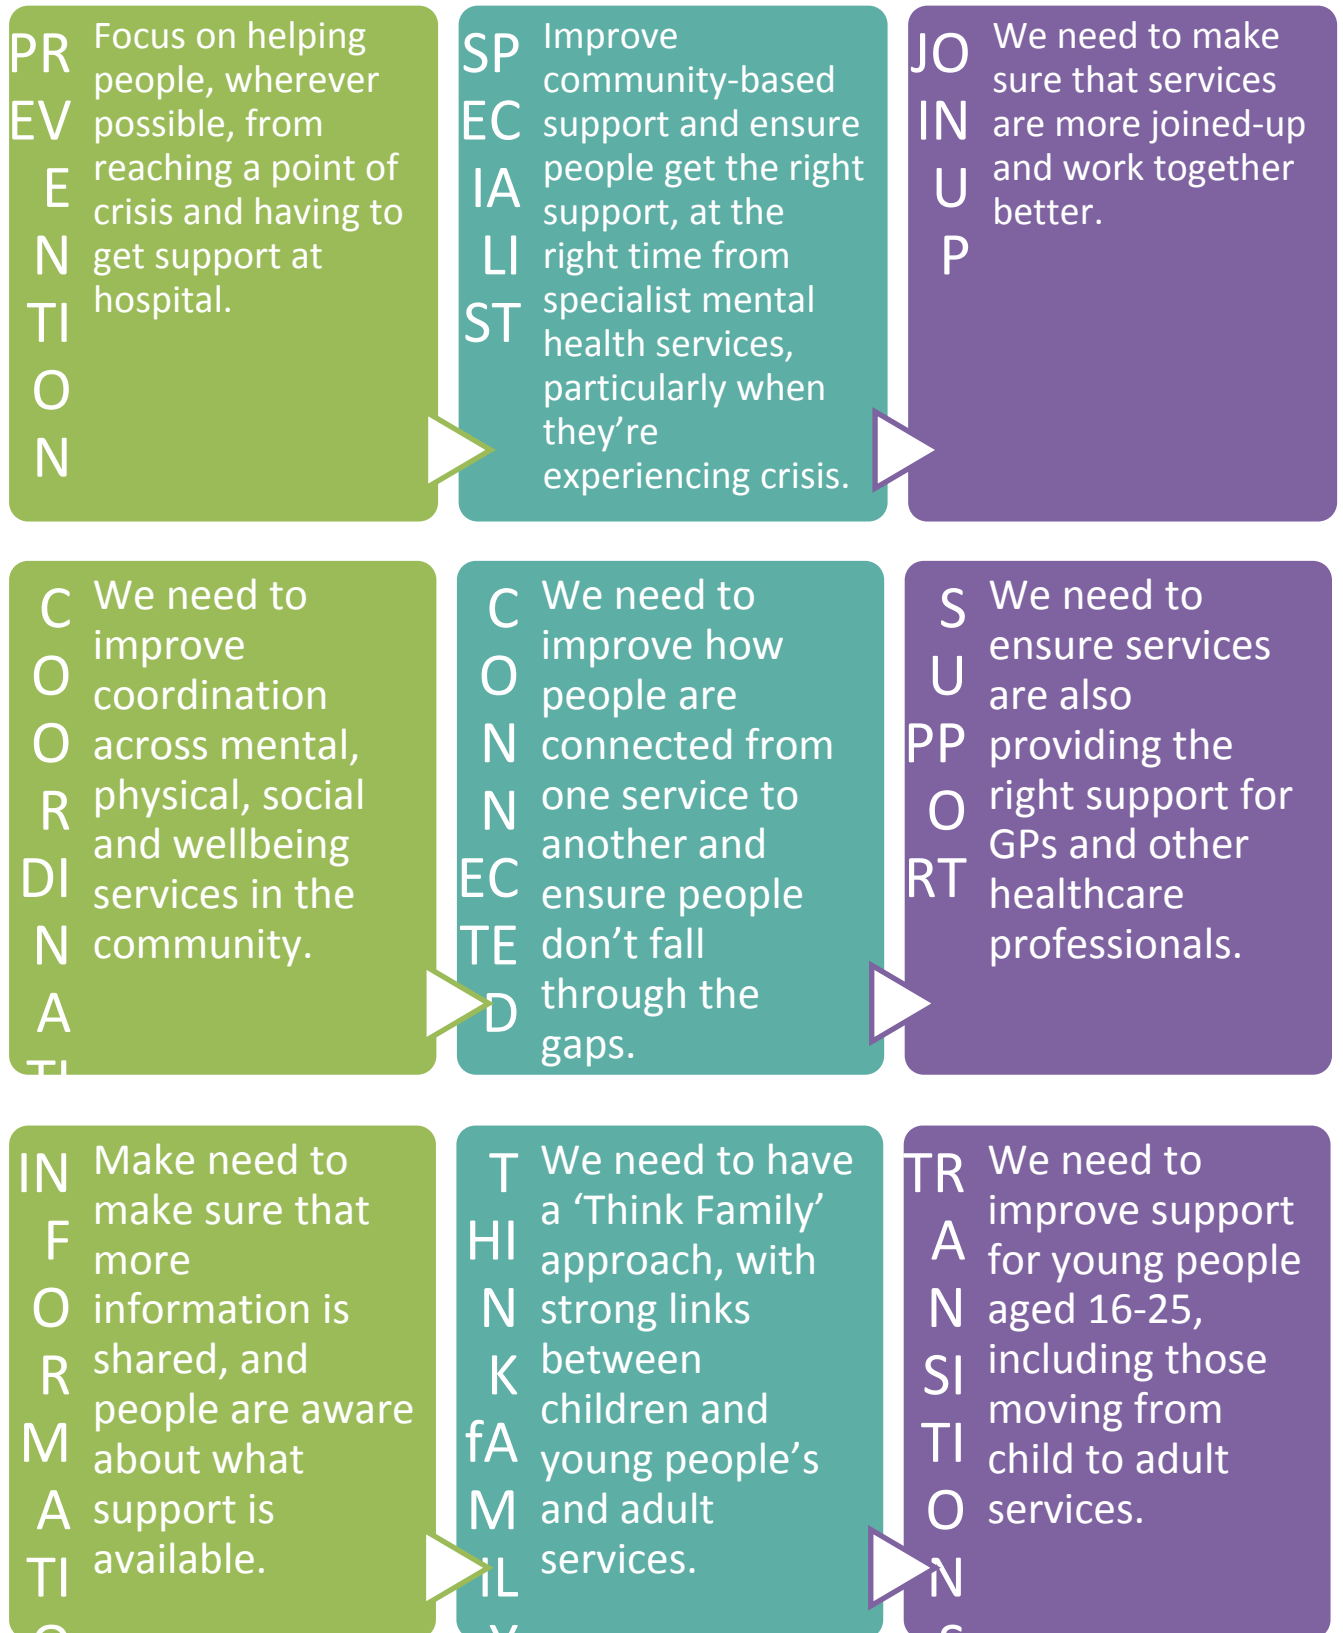 PR
EV
E
N
TI
O
N
Focus on helping
people, wherever
possible, from
reaching a point of
crisis and having to
get support at
hospital.
SP
EC
IA
LI
ST
Improve
community-based
support and ensure
people get the right
support, at the
right time from
specialist mental
health services,
particularly when
they’re
experiencing crisis.
JO
IN
U
P
We need to make
sure that services
are more joined-up
and work together
better.
C
O
O
R
DI
N
A
TI
We need to
improve
coordination
across mental,
physical, social
and wellbeing
services in the
community.
C
O
N
N
EC
TE
D
We need to
improve how
people are
connected from
one service to
another and
ensure people
don’t fall
through the
gaps.
S
U
PP
O
RT
We need to
ensure services
are also
providing the
right support for
GPs and other
healthcare
professionals.
IN
F
O
R
M
A
TI
O
Make need to
make sure that
more
information is
shared, and
people are aware
about what
support is
available.
T
HI
N
K
fA
M
IL
Y
We need to have
a ‘Think Family’
approach, with
strong links
between
children and
young people’s
and adult
services.
TR
A
N
SI
TI
O
N
S
We need to
improve support
for young people
aged 16-25,
including those
moving from
child to adult
services.